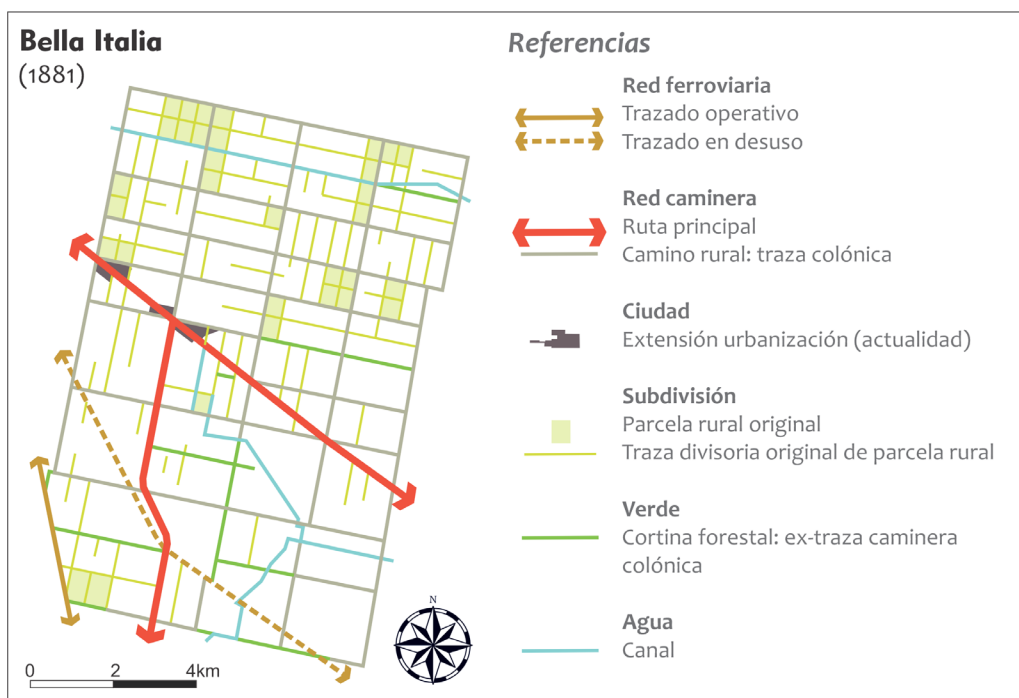 Bella Italia
(1881)
Referencias
Red ferroviaria
Trazado operativo
Trazado en desuso
Red caminera
Ruta principal
Camino rural: traza colónica
Ciudad
Extensión urbanización (actualidad)
Subdivisión
Parcela rural original
Traza divisoria original de parcela rural
Verde
Cortina forestal: ex-traza caminera
colónica
Agua
Canal
N
0 2 4km